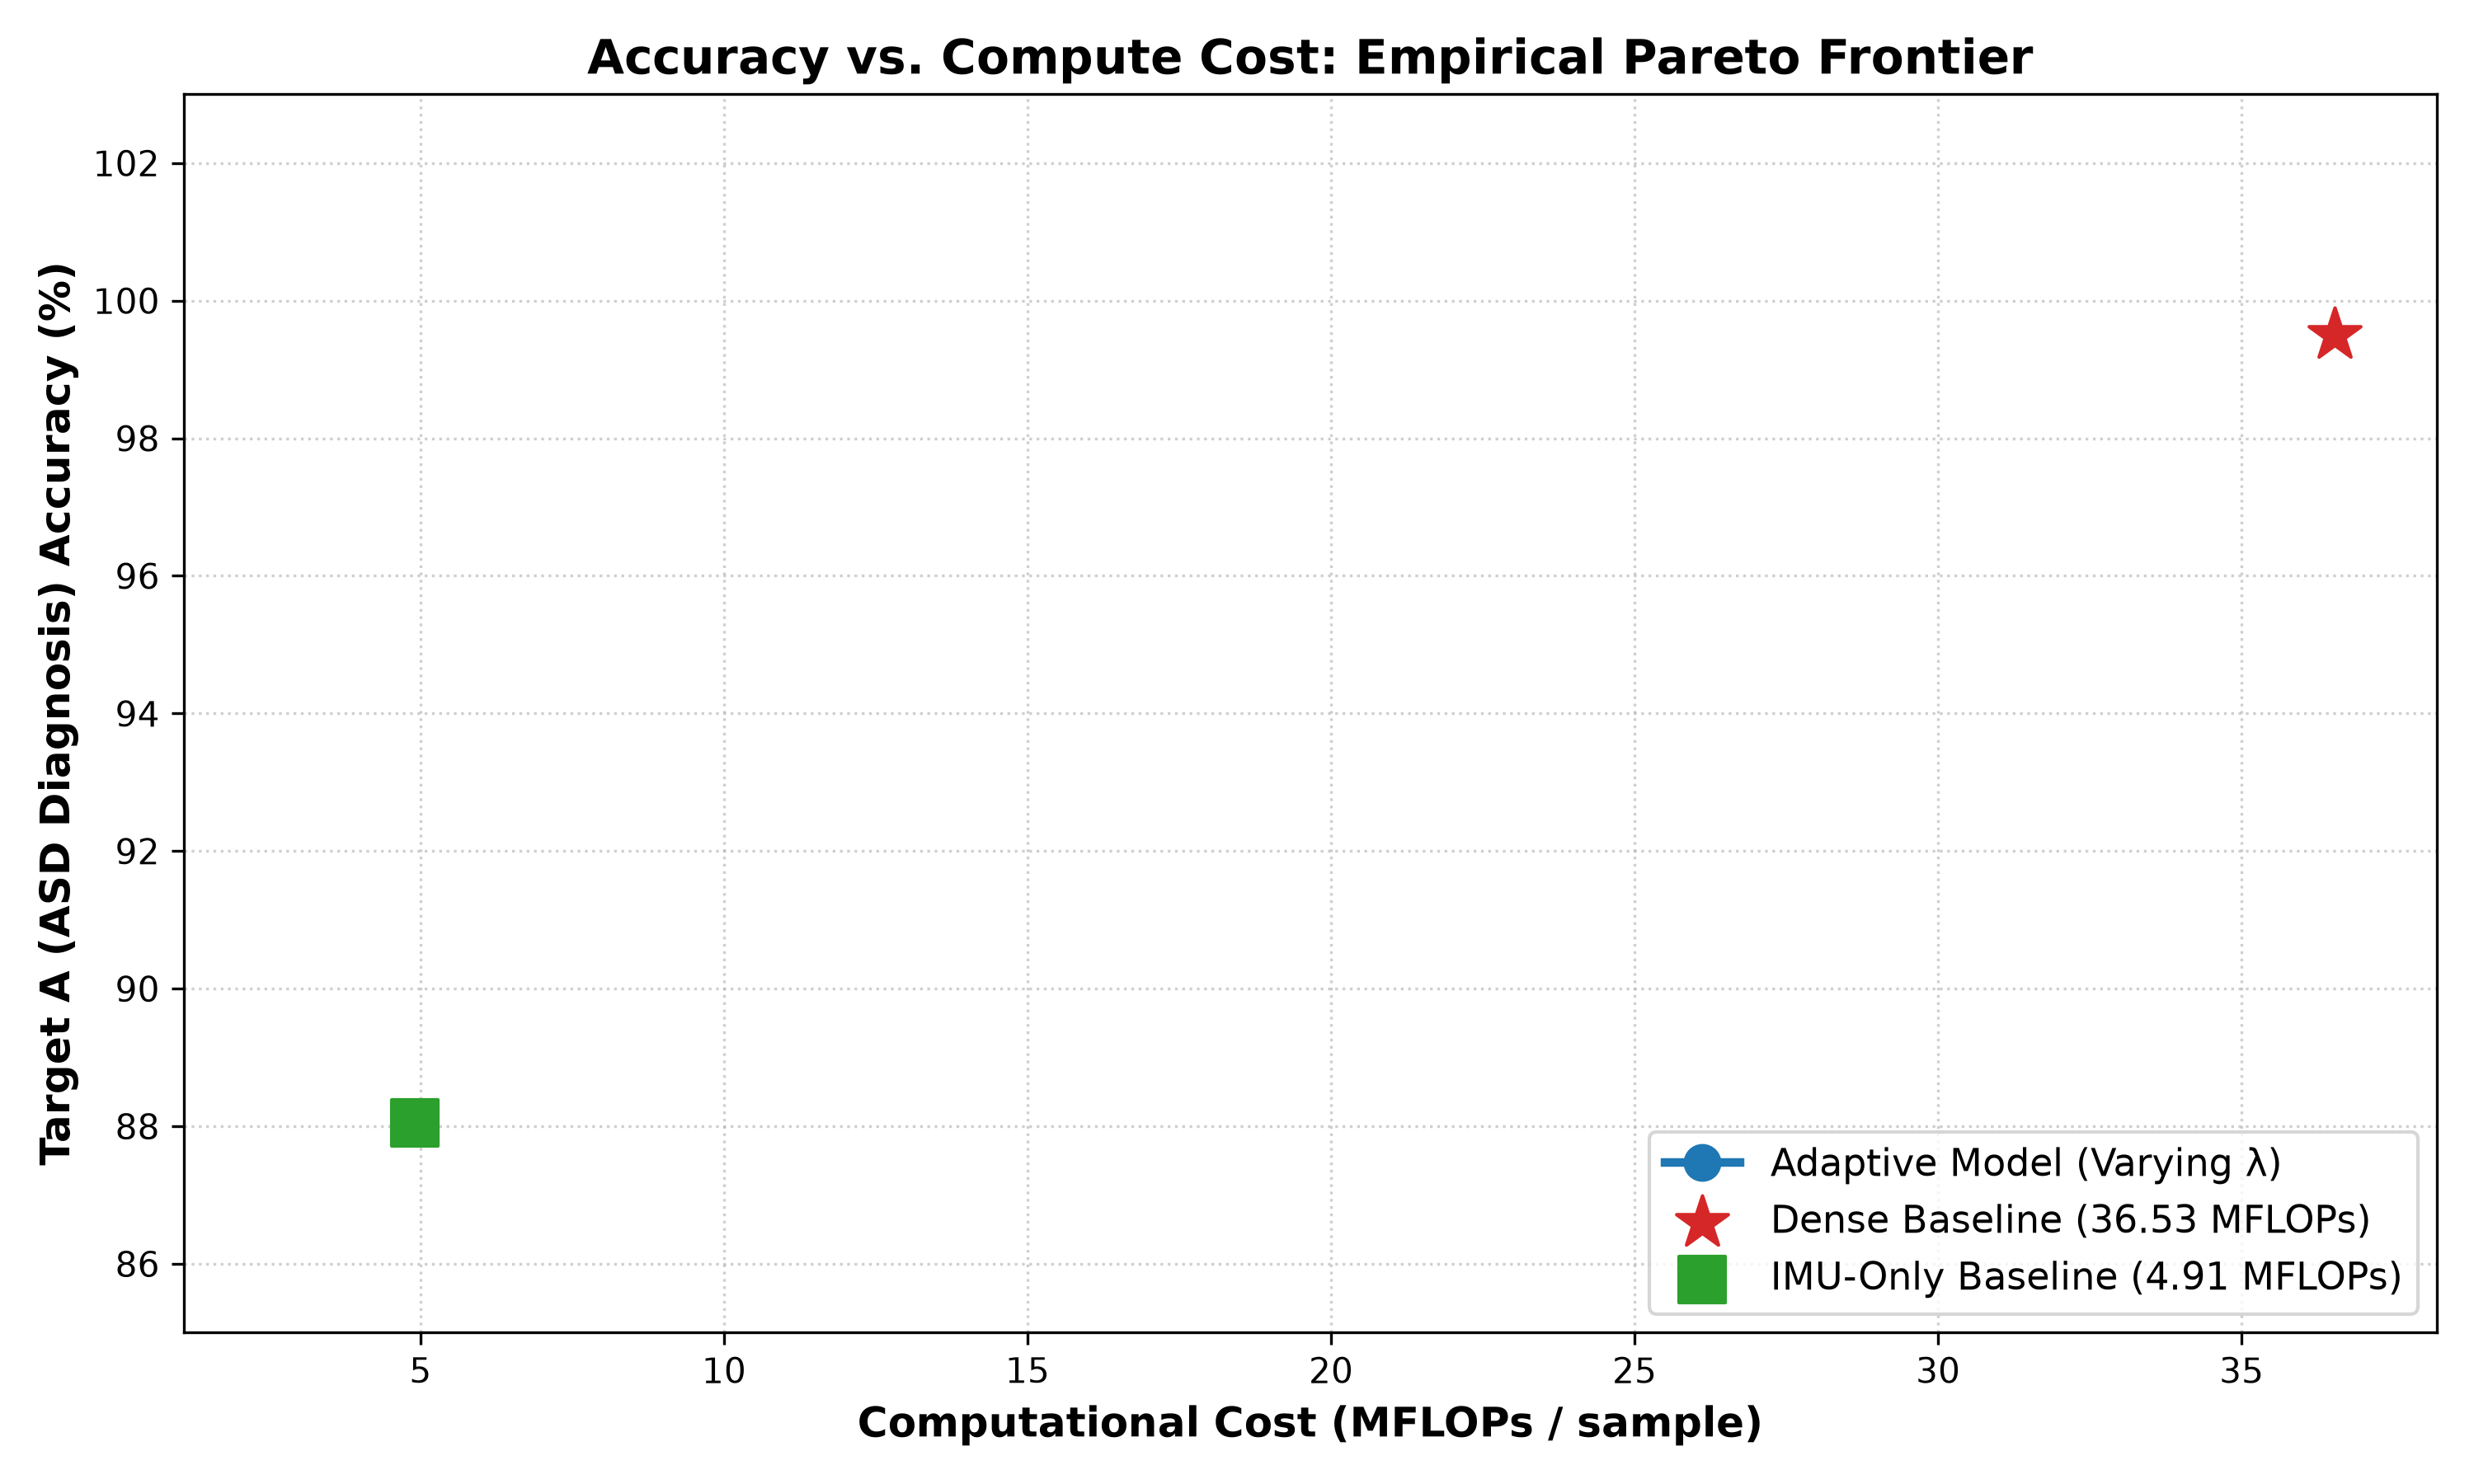 Accuracy vs. Compute Cost: Empirical Pareto Frontier
Target A (ASD Diagnosis) Accuracy (%)
102
100
98
96
94
92
90
88
86
Adaptive Model (Varying λ)
Dense Baseline (36.53 MFLOPs)
IMU-Only Baseline (4.91 MFLOPs)
5 10 15 20 25 30 35
Computational Cost (MFLOPs / sample)